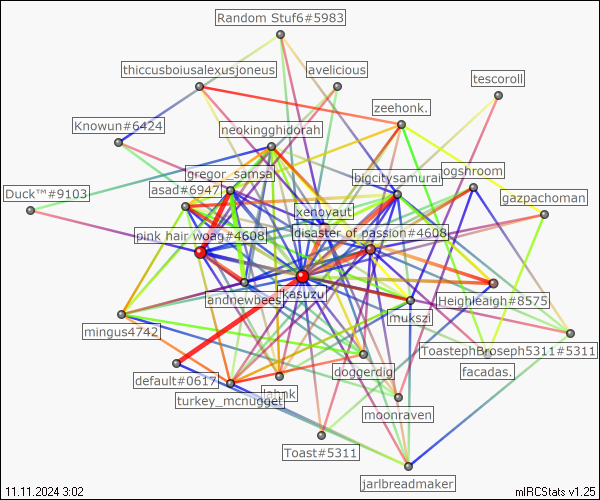 Random Stuf6#5983
thiccusboiusalexusjoneus
avelicious
tescoroll
zeehonk.
Knowun#6424
neokingghidorah
gregor_samsa
bigcitysamurai
ogshroom
asad#6947
Duck™#9103
gazpachoman
xenovaut
pink hair woag#4608
disaster of passion#4608
andnewbees
kasuzu
Heighleaigh#8575
mukszi
mingus4742
ToastephBroseph5311#5311
doggerdig
facadas.
default#0617
lahnk
turkey_mcnugget
moonraven
Toast#5311
jarlbreadmaker
11.11.2024 3:02
mIRCStats v1.25